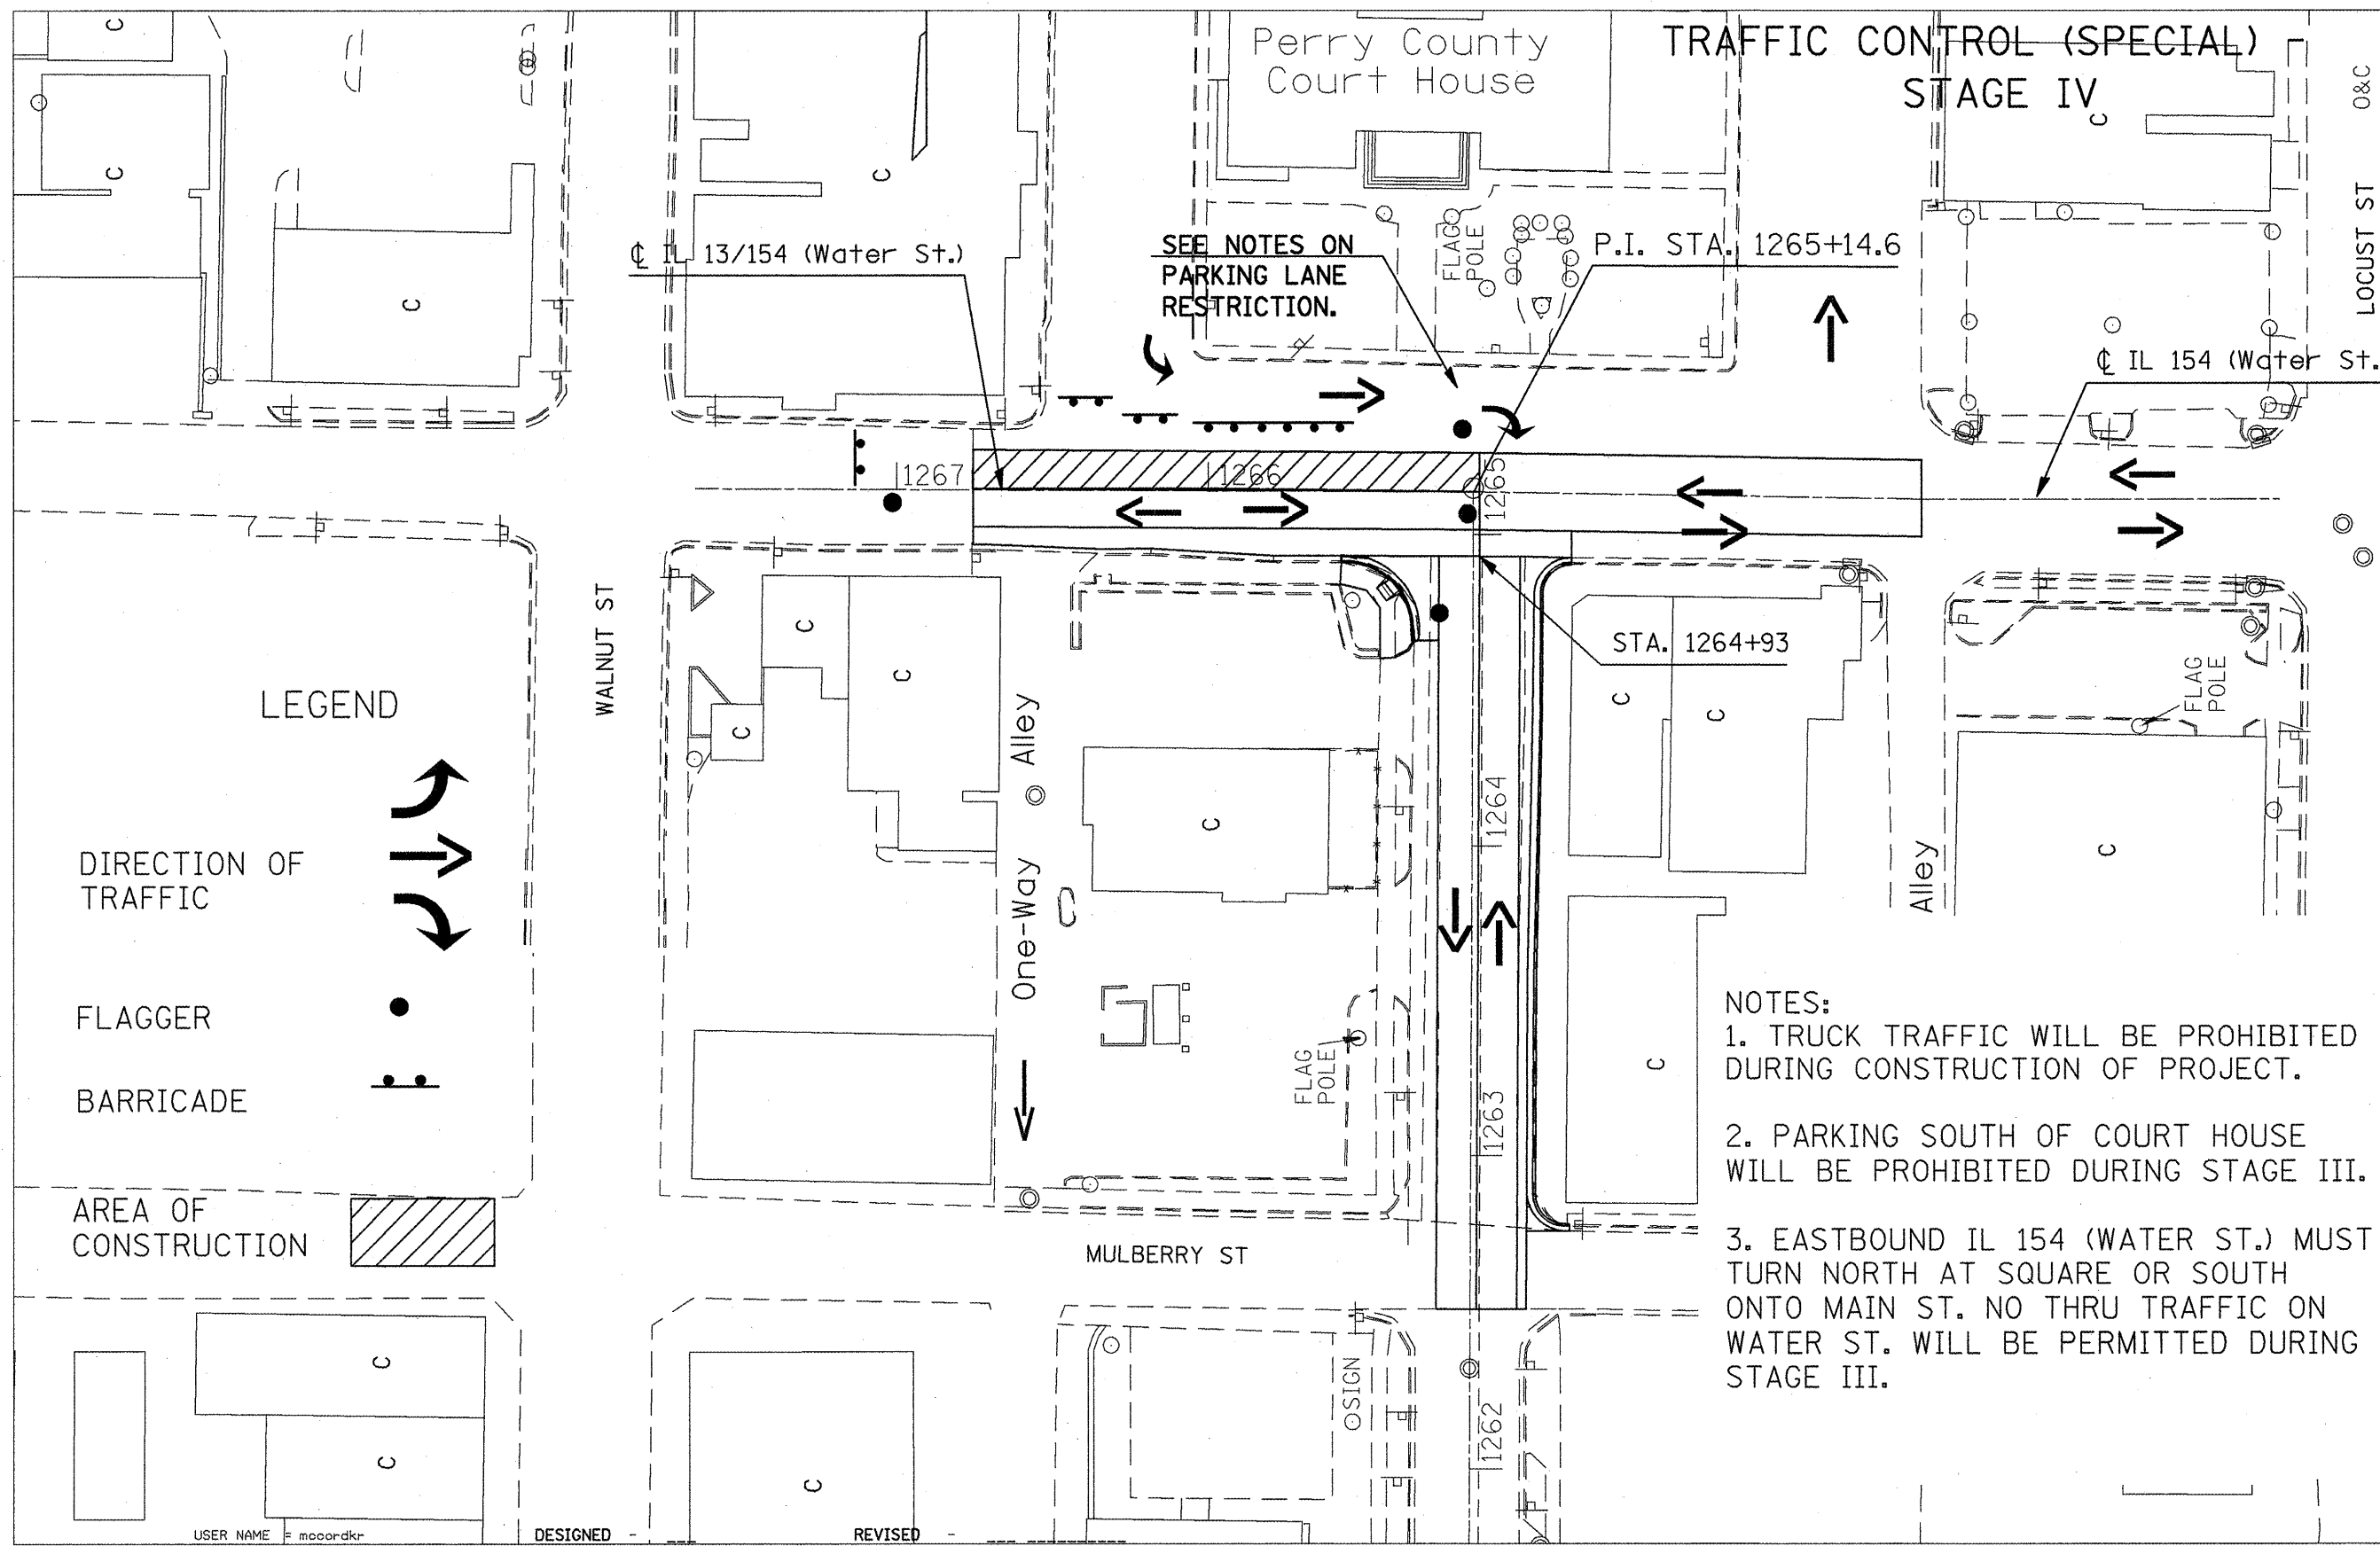 TRAFFIC CONTROL (SPECIAL)
STAGE IV
Perry County
Court House
O&C
LOCUST ST
C
C
C
C
C
C
℄ IL 13/154 (Water St.)
SEE NOTES ON
PARKING LANE
RESTRICTION.
FLAG
POLE
P.I. STA. 1265+14.6
℄ IL 154 (Water St.
1267
1266
1265
STA. 1264+93
WALNUT ST
C
C
C
C
C
FLAG
POLE
One-Way Alley
C
1264
Alley
C
C
1263
FLAG
POLE
MULBERRY ST
1262
SIGN
C
C
C
LEGEND
DIRECTION OF
TRAFFIC
FLAGGER
BARRICADE
AREA OF
CONSTRUCTION
NOTES:
1. TRUCK TRAFFIC WILL BE PROHIBITED
DURING CONSTRUCTION OF PROJECT.
2. PARKING SOUTH OF COURT HOUSE
WILL BE PROHIBITED DURING STAGE III.
3. EASTBOUND IL 154 (WATER ST.) MUST
TURN NORTH AT SQUARE OR SOUTH
ONTO MAIN ST. NO THRU TRAFFIC ON
WATER ST. WILL BE PERMITTED DURING
STAGE III.
USER NAME = mccordkr
DESIGNED -
REVISED -